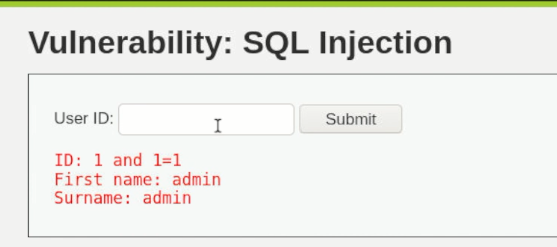 Vulnerability: SQL Injection
User ID: Submit
ID: 1 and 1=1
First name: admin
Surname: admin